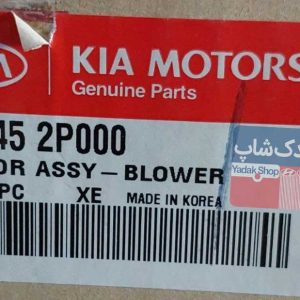 KIA MOTORS
Genuine Parts
45 2P000
OR ASSY-BLOWER
PC XE MADE IN KOREA
یدک شاپ
Yadak Shop